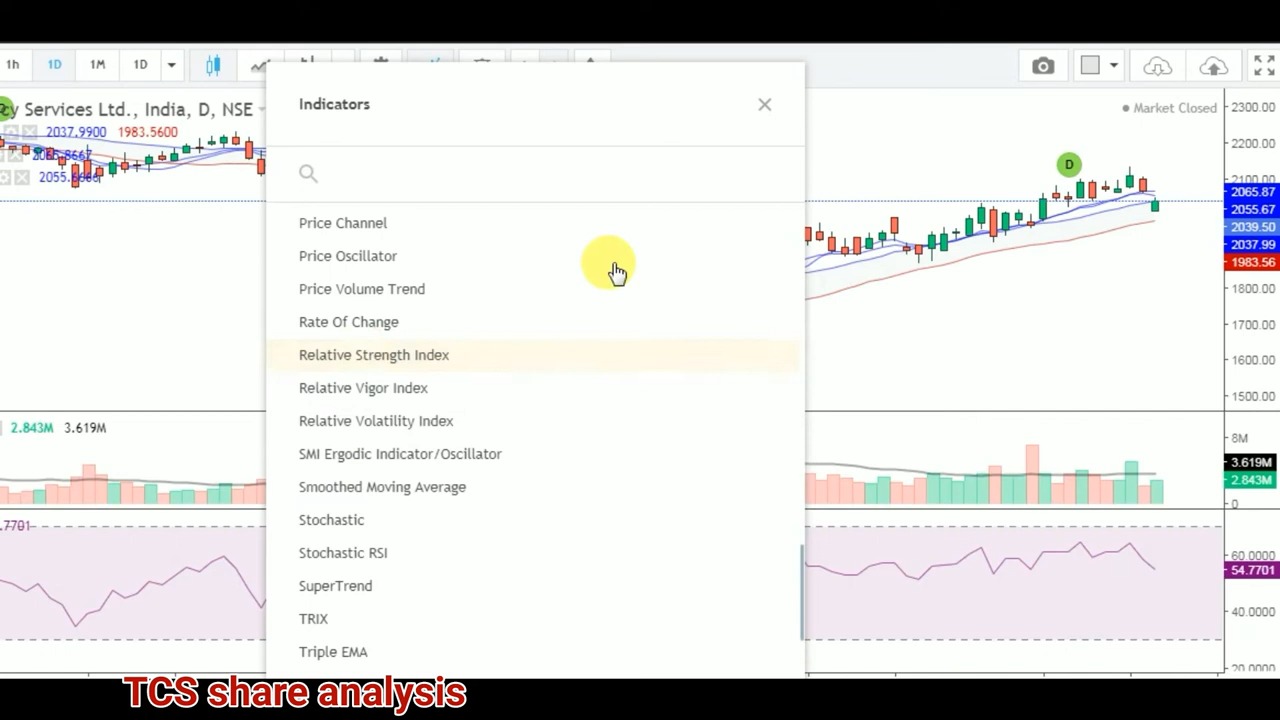 1h 1D 1M 1D
Indicators
cy Services Ltd., India, D, NSE
Market Closed
2037.9900 1983.5600
2065.8667
2055.6666
D
2300.00
2200.00
2100.00
2065.87
2055.67
2039.50
2037.99
1983.56
1800.00
1700.00
1600.00
1500.00
Price Channel
Price Oscillator
Price Volume Trend
Rate Of Change
Relative Strength Index
Relative Vigor Index
Relative Volatility Index
SMI Ergodic Indicator/Oscillator
Smoothed Moving Average
Stochastic
Stochastic RSI
SuperTrend
TRIX
Triple EMA
2.843M 3.619M
8M
3.619M
2.843M
0
.7701
60.0000
54.7701
40.0000
20.0000
TCS share analysis